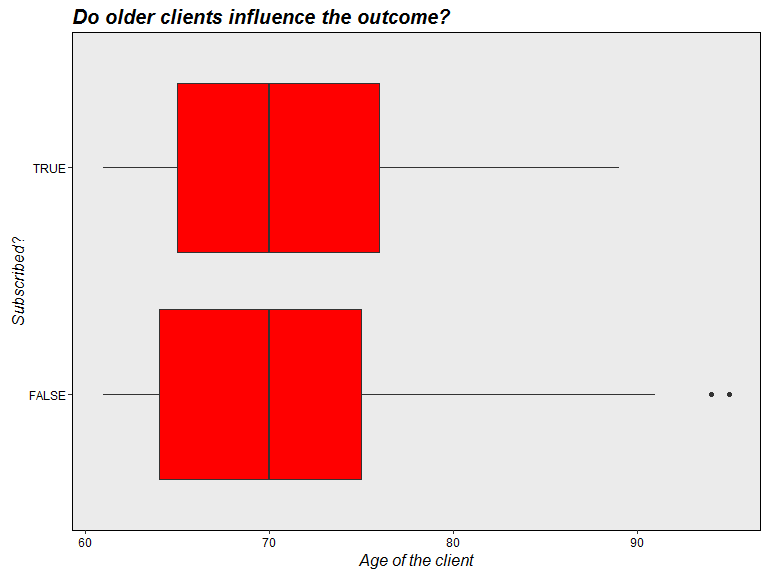 Do older clients influence the outcome?
TRUE
FALSE
Subscribed?
60 70 80 90
Age of the client